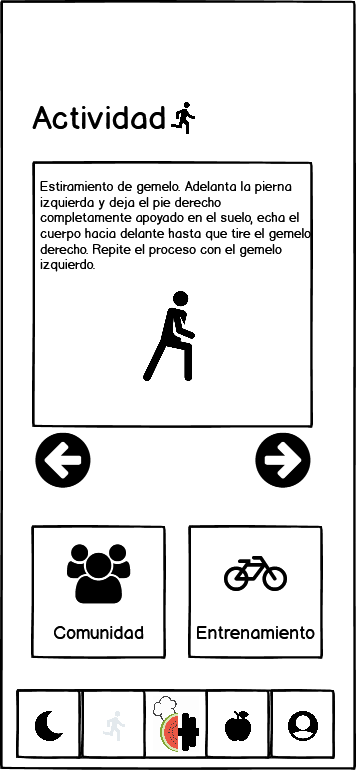 Actividad
Estiramiento de gemelo. Adelanta la pierna
izquierda y deja el pie derecho
completamente apoyado en el suelo, echa el
cuerpo hacia delante hasta que tire el gemelo
derecho. Repite el proceso con el gemelo
izquierdo.
Comunidad
Entrenamiento